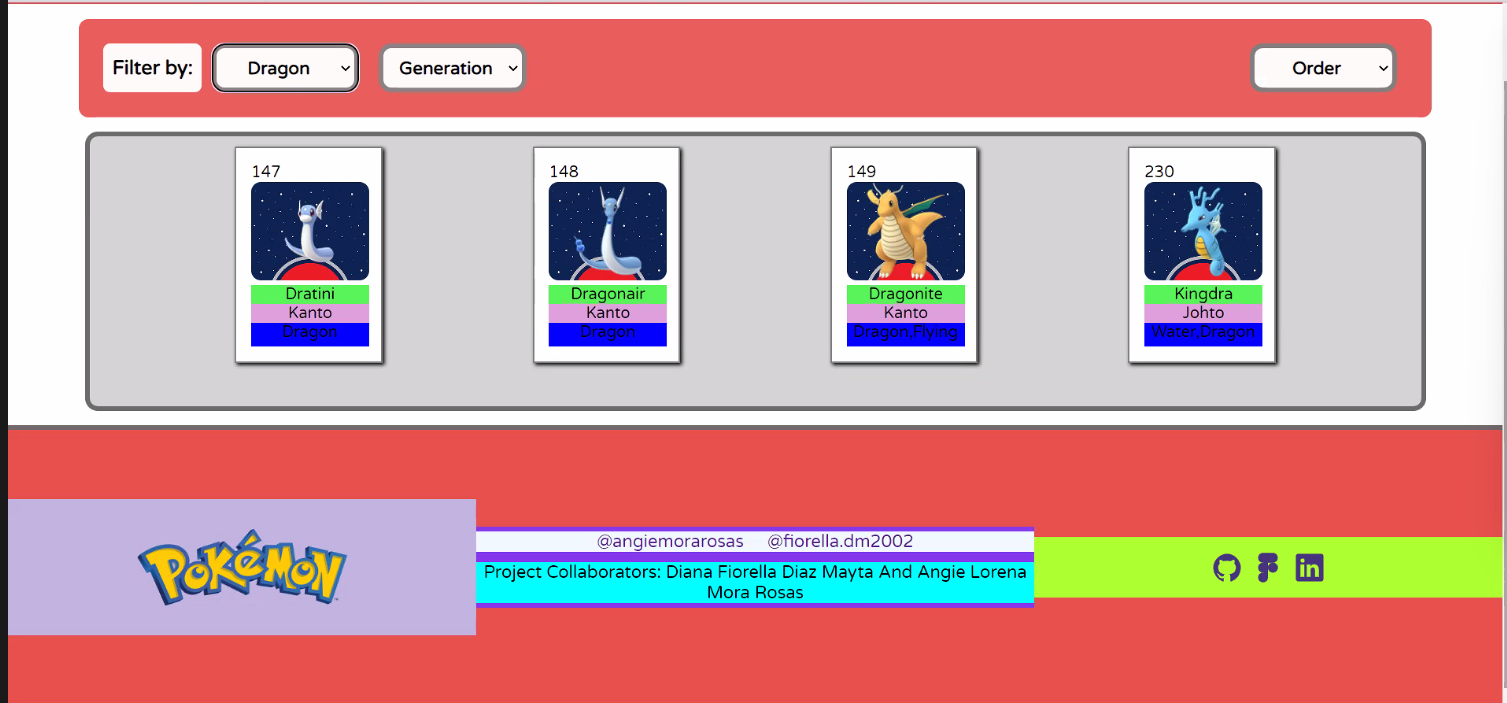 Filter by: Dragon Generation Order
147 148 149 230
Dratini Dragonair Dragonite Kingdra
Kanto Kanto Kanto Johto
Dragon Dragon Dragon,Flying Water,Dragon
POKéMON
@angiemorarosas @fiorella.dm2002
Project Collaborators: Diana Fiorella Diaz Mayta And Angie Lorena
Mora Rosas
in